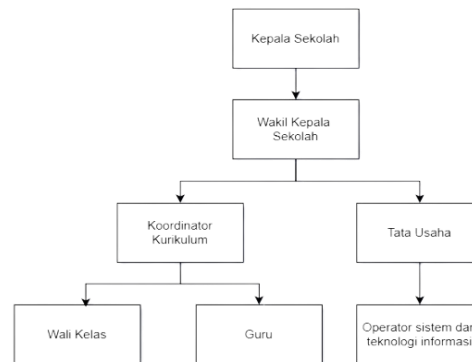 Kepala Sekolah
Wakil Kepala
Sekolah
Koordinator
Kurikulum
Tata Usaha
Wali Kelas
Guru
Operator sistem dan
teknologi informasi